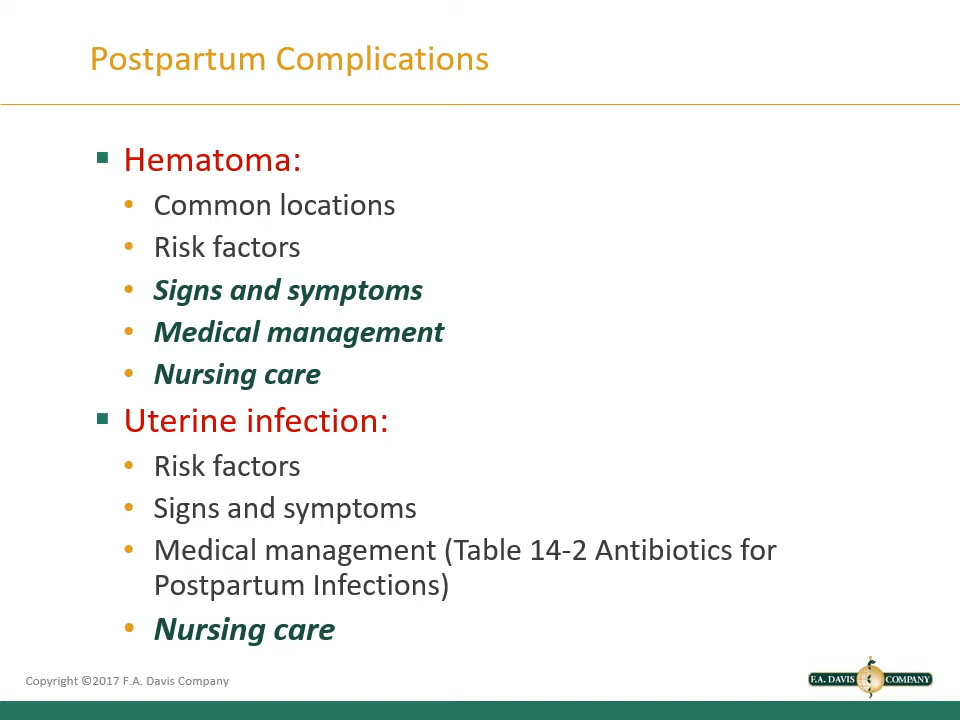 Postpartum Complications
▪ Hematoma:
• Common locations
• Risk factors
• Signs and symptoms
• Medical management
• Nursing care
▪ Uterine infection:
• Risk factors
• Signs and symptoms
• Medical management (Table 14-2 Antibiotics for
Postpartum Infections)
• Nursing care
Copyright ©2017 F.A. Davis Company
F.A. DAVIS COMPANY